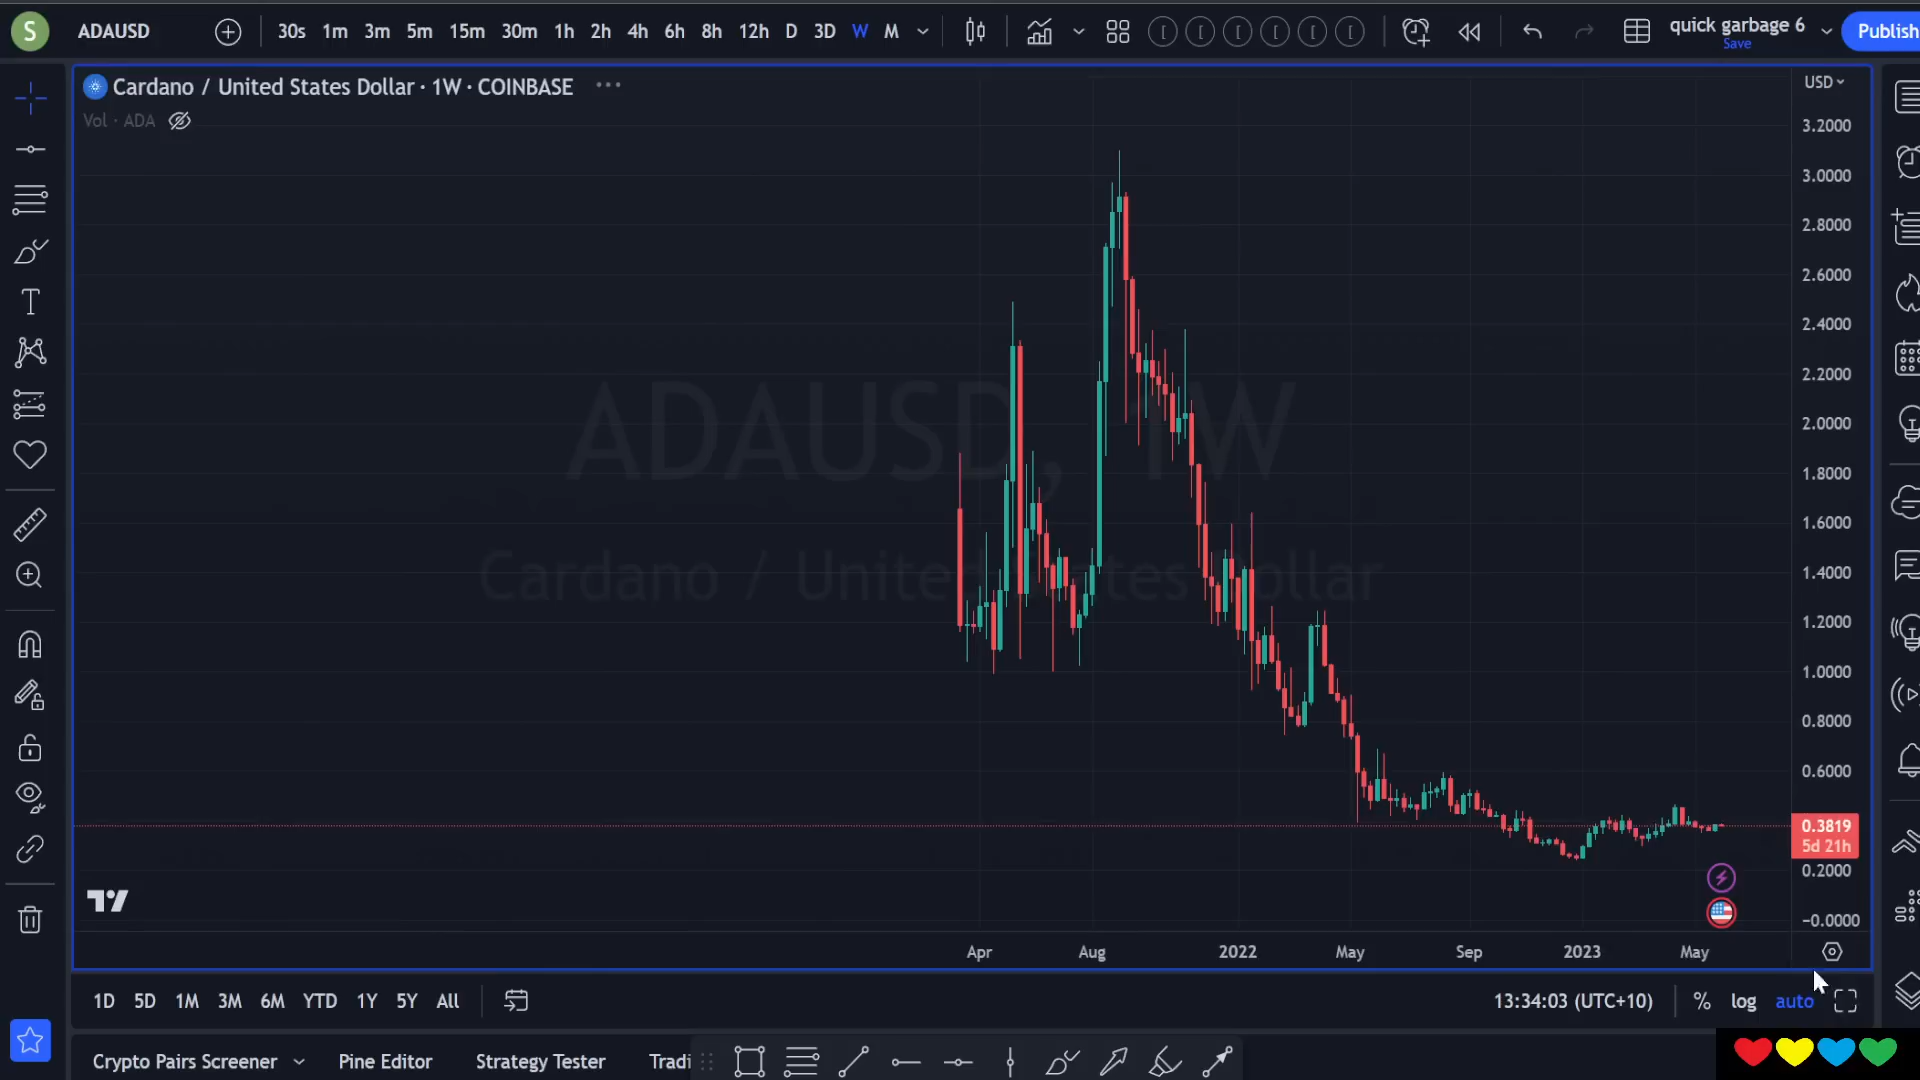 S ADAUSD 30s 1m 3m 5m 15m 30m 1h 2h 4h 6h 8h 12h D 3D W M quick garbage 6 Publish
Save
Cardano / United States Dollar · 1W · COINBASE USD
Vol · ADA
3.2000
3.0000
2.8000
2.6000
2.4000
2.2000
2.0000
1.8000
1.6000
1.4000
1.2000
1.0000
0.8000
0.6000
0.3819
5d 21h
0.2000
−0.0000
ADAUSD, 1W
Cardano / United States Dollar
Apr Aug 2022 May Sep 2023 May
1D 5D 1M 3M 6M YTD 1Y 5Y All 13:34:03 (UTC+10) % log auto
Crypto Pairs Screener Pine Editor Strategy Tester Tradi